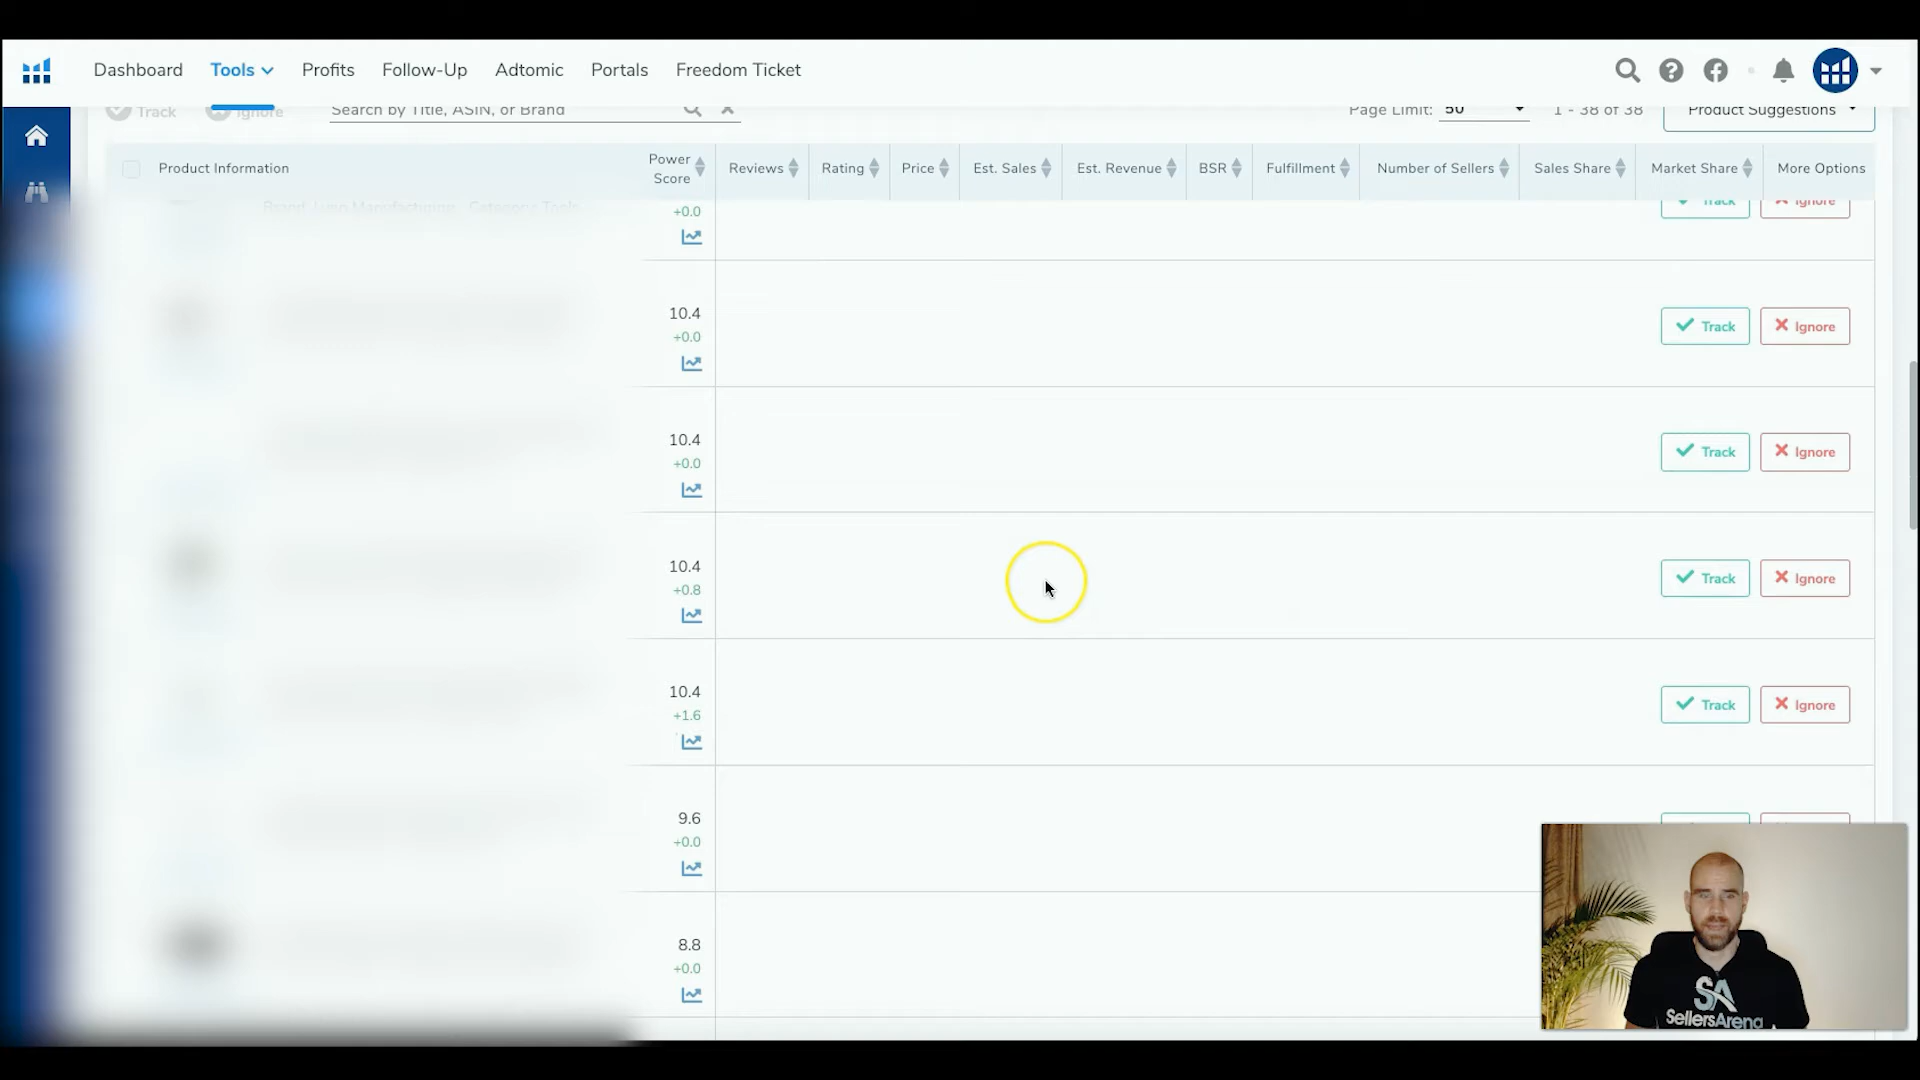 Dashboard Tools Profits Follow-Up Adtomic Portals Freedom Ticket
Track Ignore Search by Title, ASIN, or Brand Page Limit: 50 1 - 38 of 38 Product Suggestions
Product Information Power Score Reviews Rating Price Est. Sales Est. Revenue BSR Fulfillment Number of Sellers Sales Share Market Share More Options
Track Ignore
+0.0
10.4
+0.0
Track Ignore
10.4
+0.0
Track Ignore
10.4
+0.8
Track Ignore
10.4
+1.6
Track Ignore
9.6
+0.0
8.8
+0.0
SA
SellersArena